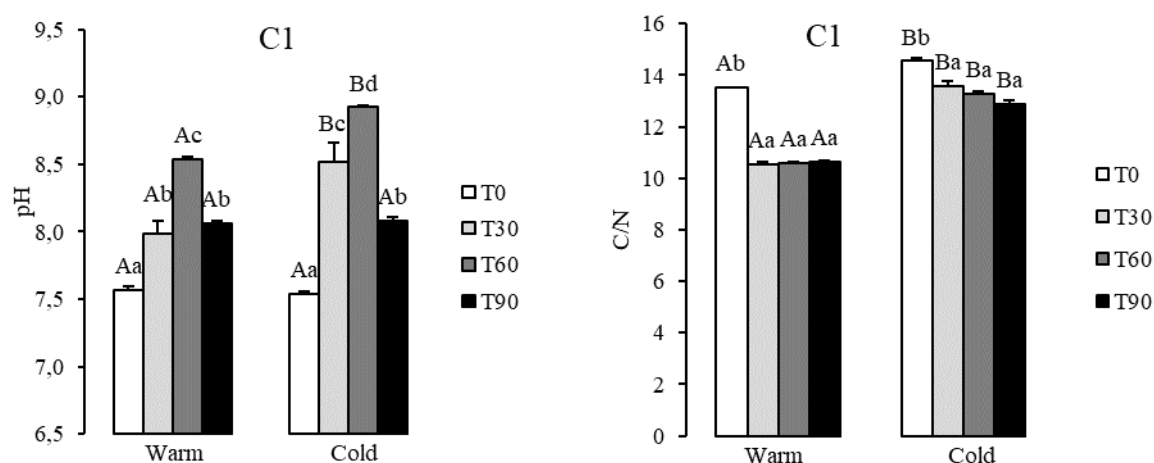 C1
pH
9,5
9,0
8,5
8,0
7,5
7,0
6,5
Aa
Ab
Ac
Ab
Aa
Bc
Bd
Ab
Warm
Cold
T0
T30
T60
T90
C1
C/N
16
14
12
10
8
6
4
2
0
Ab
Aa
Aa
Aa
Bb
Ba
Ba
Ba
Warm
Cold
T0
T30
T60
T90